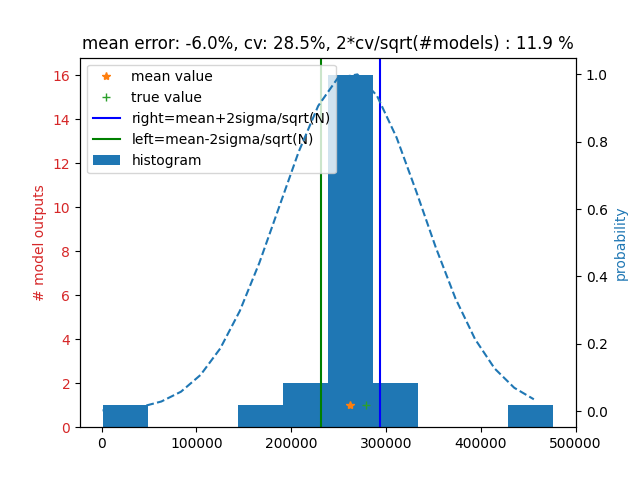 mean error: -6.0%, cv: 28.5%, 2*cv/sqrt(#models) : 11.9 %
mean value
true value
right=mean+2sigma/sqrt(N)
left=mean-2sigma/sqrt(N)
histogram
# model outputs
16
14
12
10
8
6
4
2
0
1.0
0.8
0.6
0.4
0.2
0.0
probability
0 100000 200000 300000 400000 500000